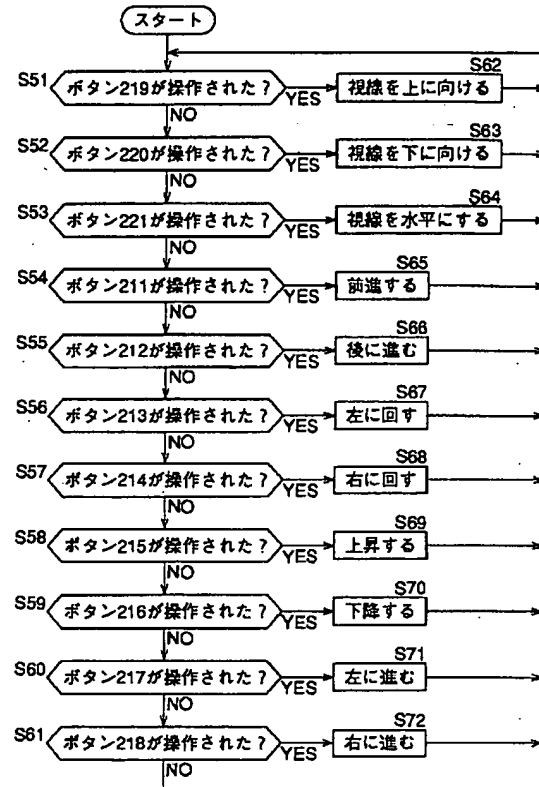 スタート
S51 ボタン219が操作された? YES S62 視線を上に向ける
NO
S52 ボタン220が操作された? YES S63 視線を下に向ける
NO
S53 ボタン221が操作された? YES S64 視線を水平にする
NO
S54 ボタン211が操作された? YES S65 前進する
NO
S55 ボタン212が操作された? YES S66 後に進む
NO
S56 ボタン213が操作された? YES S67 左に回す
NO
S57 ボタン214が操作された? YES S68 右に回す
NO
S58 ボタン215が操作された? YES S69 上昇する
NO
S59 ボタン216が操作された? YES S70 下降する
NO
S60 ボタン217が操作された? YES S71 左に進む
NO
S61 ボタン218が操作された? YES S72 右に進む
NO